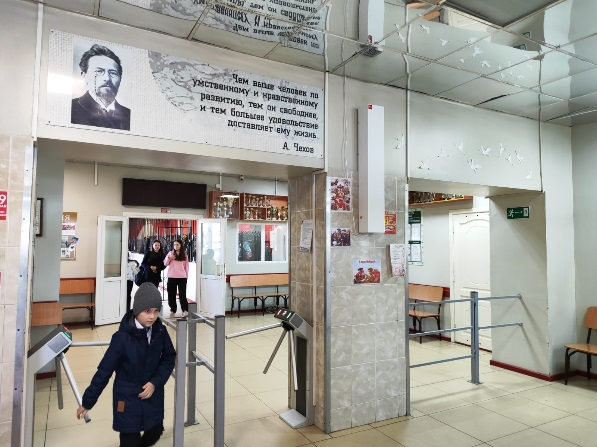 Чем выше человек по
умственному и нравственному
развитию, тем он свободнее,
и тем большее удовольствие
доставляет ему жизнь.
А. Чехов